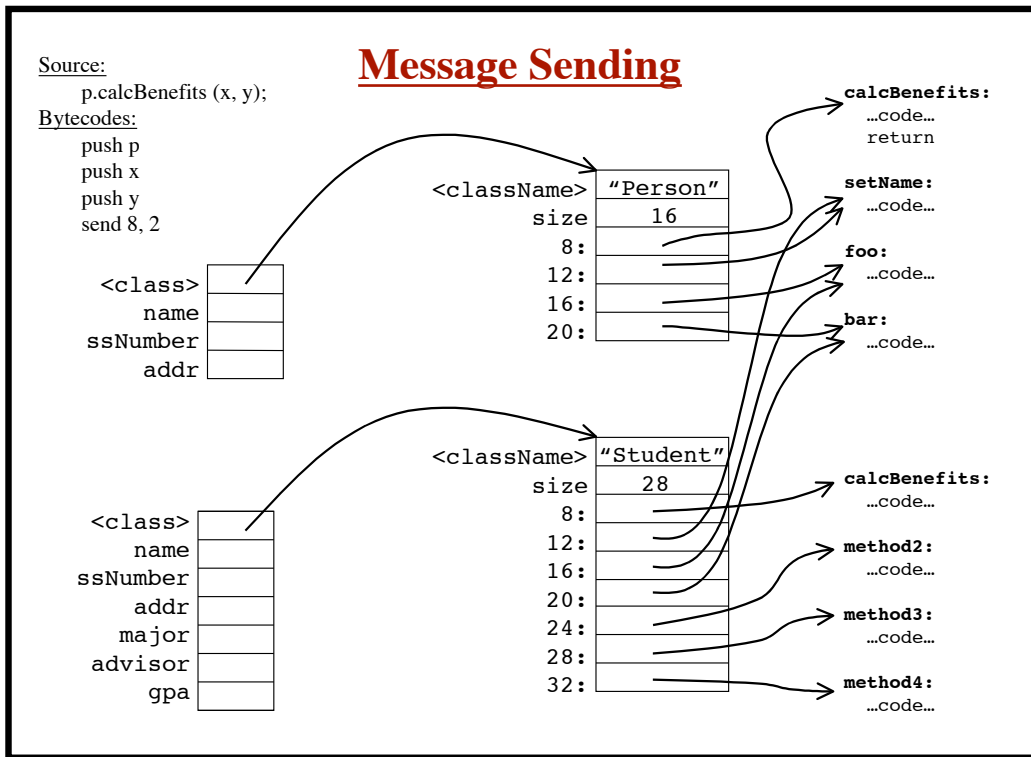 Message Sending
Source:
p.calcBenefits (x, y);
Bytecodes:
push p
push x
push y
send 8, 2
<class>
name
ssNumber
addr
<className> “Person”
size 16
8:
12:
16:
20:
calcBenefits:
…code…
return
setName:
…code…
foo:
…code…
bar:
…code…
<class>
name
ssNumber
addr
major
advisor
gpa
<className> “Student”
size 28
8:
12:
16:
20:
24:
28:
32:
calcBenefits:
…code…
method2:
…code…
method3:
…code…
method4:
…code…